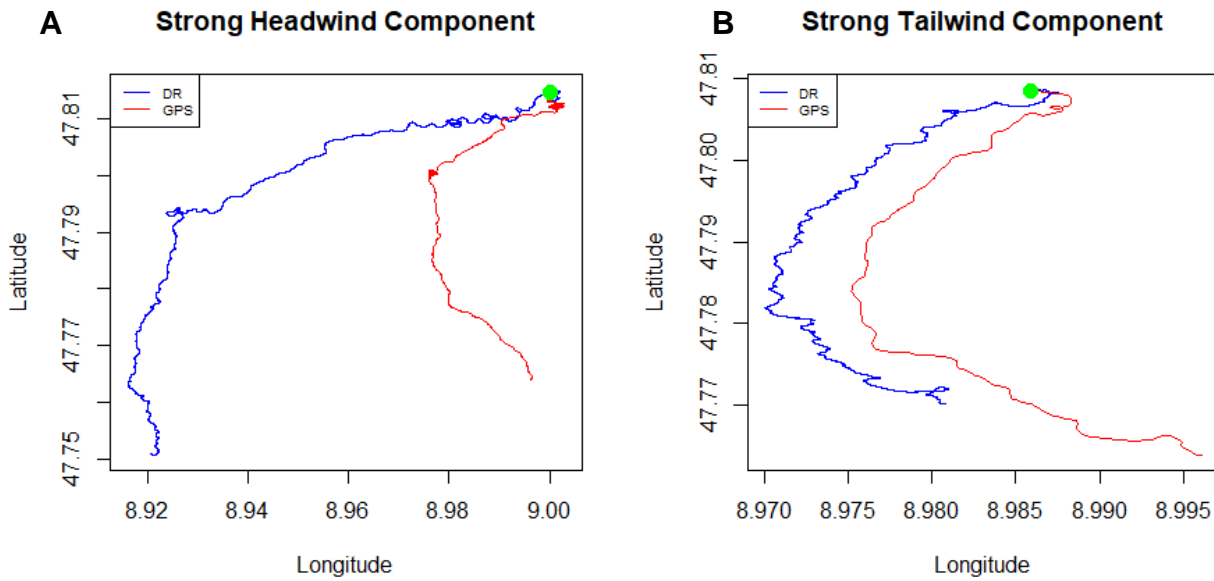 A Strong Headwind Component
DR
GPS
47.81
47.79
47.77
47.75
Latitude
8.92 8.94 8.96 8.98 9.00
Longitude
B Strong Tailwind Component
DR
GPS
47.81
47.80
47.79
47.78
47.77
Latitude
8.970 8.975 8.980 8.985 8.990 8.995
Longitude